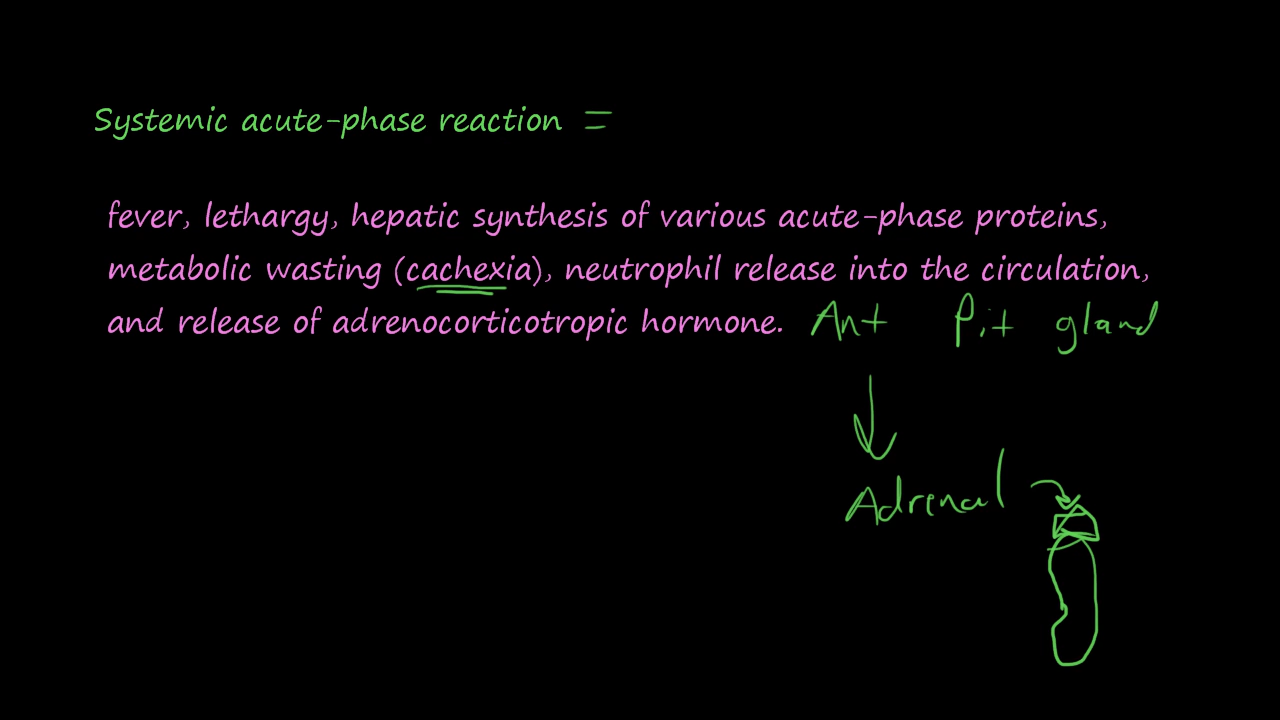 Systemic acute-phase reaction =
fever, lethargy, hepatic synthesis of various acute-phase proteins,
metabolic wasting (cachexia), neutrophil release into the circulation,
and release of adrenocorticotropic hormone. Ant Pit gland
Adrenal